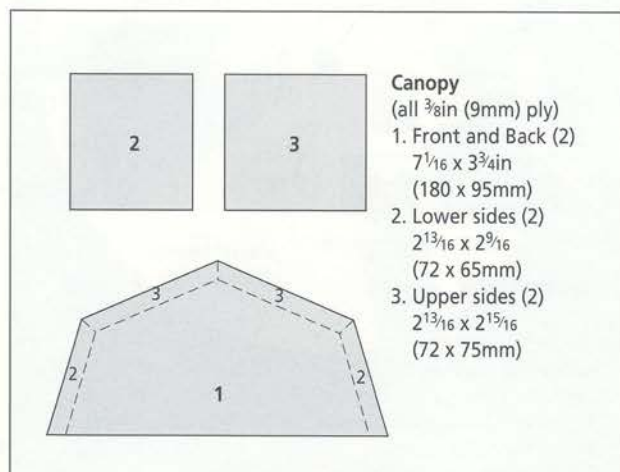 2
3
Canopy
(all 3/8in (9mm) ply)
1. Front and Back (2)
7 1/16 x 3 3/4in
(180 x 95mm)
2. Lower sides (2)
2 13/16 x 2 9/16
(72 x 65mm)
3. Upper sides (2)
2 13/16 x 2 15/16
(72 x 75mm)
3
3
2
2
1